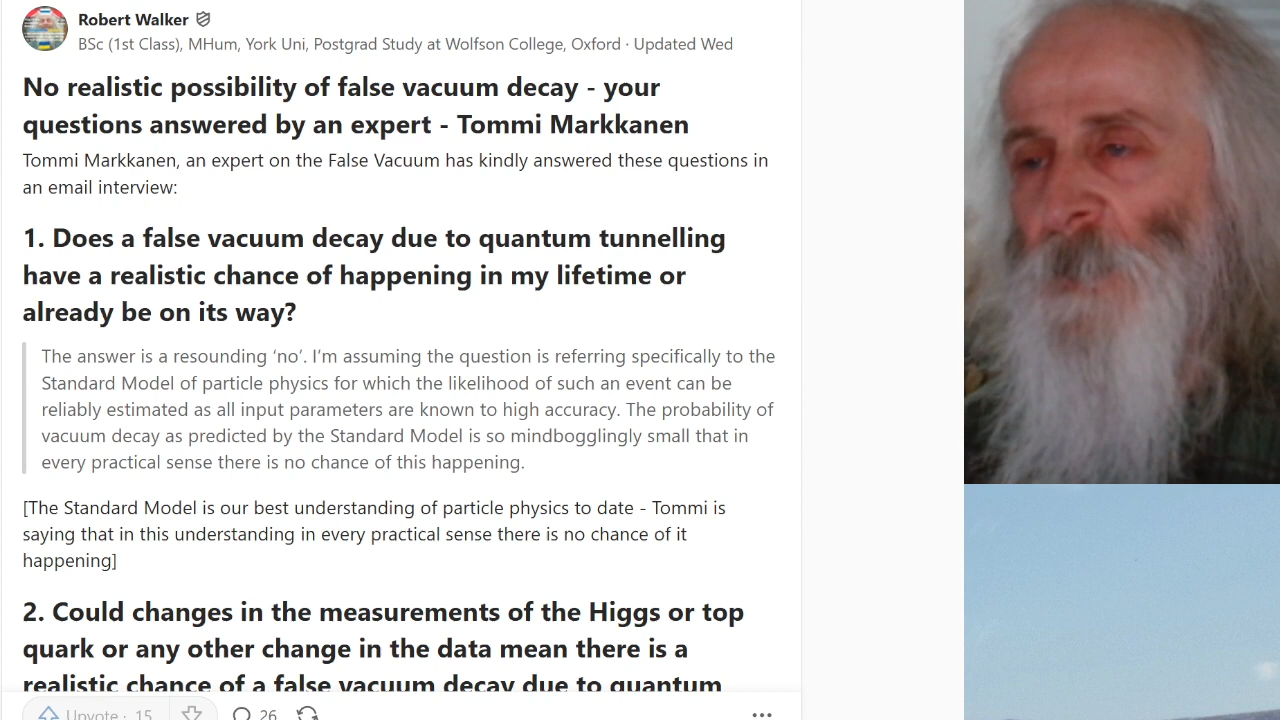 Robert Walker
BSc (1st Class), MHum, York Uni, Postgrad Study at Wolfson College, Oxford · Updated Wed
No realistic possibility of false vacuum decay - your
questions answered by an expert - Tommi Markkanen
Tommi Markkanen, an expert on the False Vacuum has kindly answered these questions in
an email interview:
1. Does a false vacuum decay due to quantum tunnelling
have a realistic chance of happening in my lifetime or
already be on its way?
The answer is a resounding ‘no’. I’m assuming the question is referring specifically to the
Standard Model of particle physics for which the likelihood of such an event can be
reliably estimated as all input parameters are known to high accuracy. The probability of
vacuum decay as predicted by the Standard Model is so mindbogglingly small that in
every practical sense there is no chance of this happening.
[The Standard Model is our best understanding of particle physics to date - Tommi is
saying that in this understanding in every practical sense there is no chance of it
happening]
2. Could changes in the measurements of the Higgs or top
quark or any other change in the data mean there is a
realistic chance of a false vacuum decay due to quantum
Upvote · 15
26